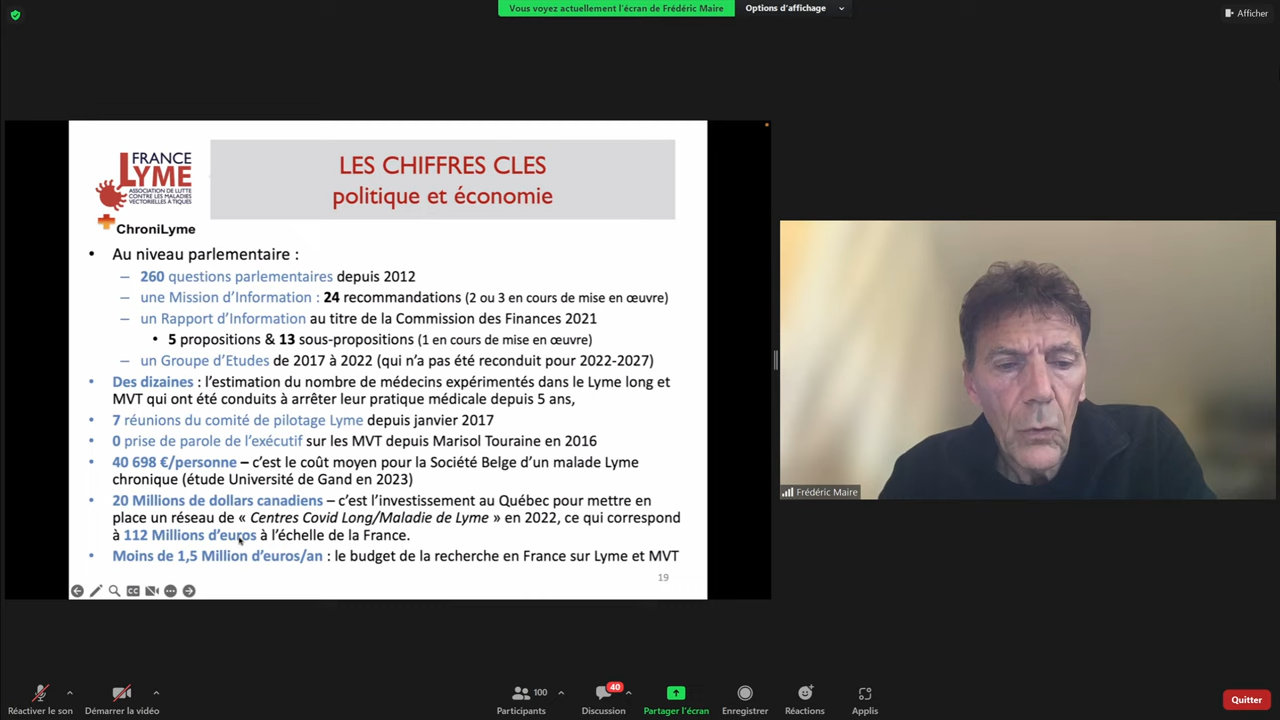 Vous voyez actuellement l'écran de Frédéric Maire
Options d'affichage
Afficher
FRANCE
LYME
ASSOCIATION DE LUTTE
CONTRE LES MALADIES
VECTORIELLES À TIQUES
ChroniLyme
LES CHIFFRES CLES
politique et économie
• Au niveau parlementaire :
– 260 questions parlementaires depuis 2012
– une Mission d'Information : 24 recommandations (2 ou 3 en cours de mise en œuvre)
– un Rapport d'Information au titre de la Commission des Finances 2021
• 5 propositions & 13 sous-propositions (1 en cours de mise en œuvre)
– un Groupe d'Etudes de 2017 à 2022 (qui n'a pas été reconduit pour 2022-2027)
• Des dizaines : l'estimation du nombre de médecins expérimentés dans le Lyme long et
MVT qui ont été conduits à arrêter leur pratique médicale depuis 5 ans,
• 7 réunions du comité de pilotage Lyme depuis janvier 2017
• 0 prise de parole de l'exécutif sur les MVT depuis Marisol Touraine en 2016
• 40 698 €/personne – c'est le coût moyen pour la Société Belge d'un malade Lyme
chronique (étude Université de Gand en 2023)
• 20 Millions de dollars canadiens – c'est l'investissement au Québec pour mettre en
place un réseau de « Centres Covid Long/Maladie de Lyme » en 2022, ce qui correspond
à 112 Millions d'euros à l'échelle de la France.
• Moins de 1,5 Million d'euros/an : le budget de la recherche en France sur Lyme et MVT
19
CC
Frédéric Maire
Réactiver le son
Démarrer la vidéo
100
Participants
40
Discussion
Partager l'écran
Enregistrer
Réactions
Applis
Quitter